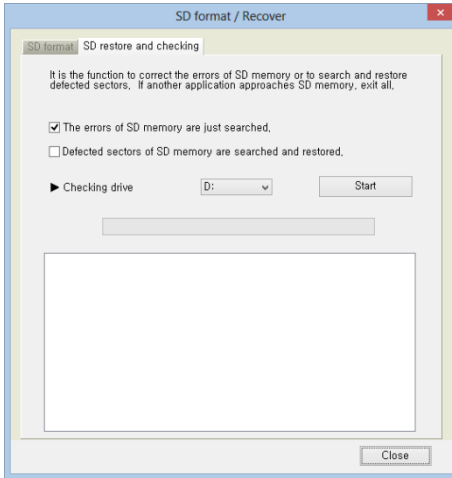 SD format / Recover
SD format SD restore and checking
It is the function to correct the errors of SD memory or to search and restore
defected sectors, If another application approaches SD memory, exit all,
The errors of SD memory are just searched,
Defected sectors of SD memory are searched and restored,
▶ Checking drive D: Start
Close